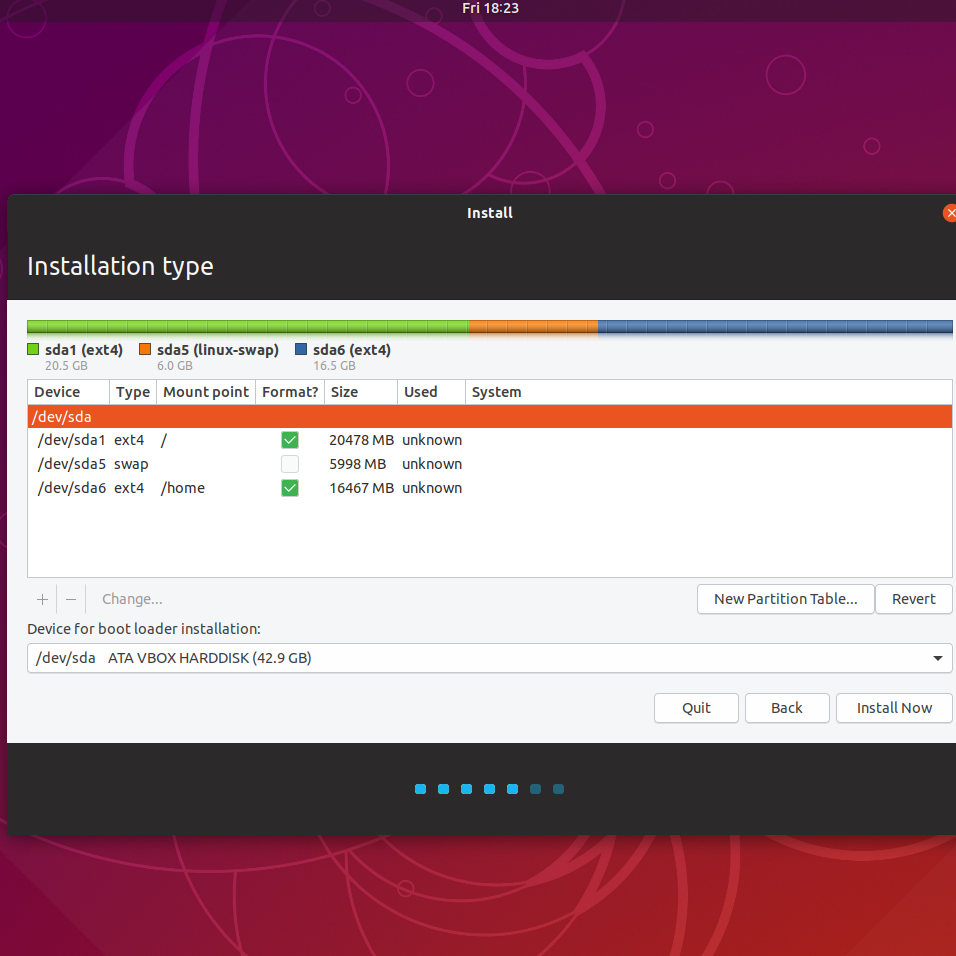 Fri 18:23
Install
Installation type
sda1 (ext4) sda5 (linux-swap) sda6 (ext4)
20.5 GB 6.0 GB 16.5 GB
Device Type Mount point Format? Size Used System
/dev/sda
/dev/sda1 ext4 / 20478 MB unknown
/dev/sda5 swap 5998 MB unknown
/dev/sda6 ext4 /home 16467 MB unknown
+ − Change... New Partition Table... Revert
Device for boot loader installation:
/dev/sda ATA VBOX HARDDISK (42.9 GB)
Quit Back Install Now